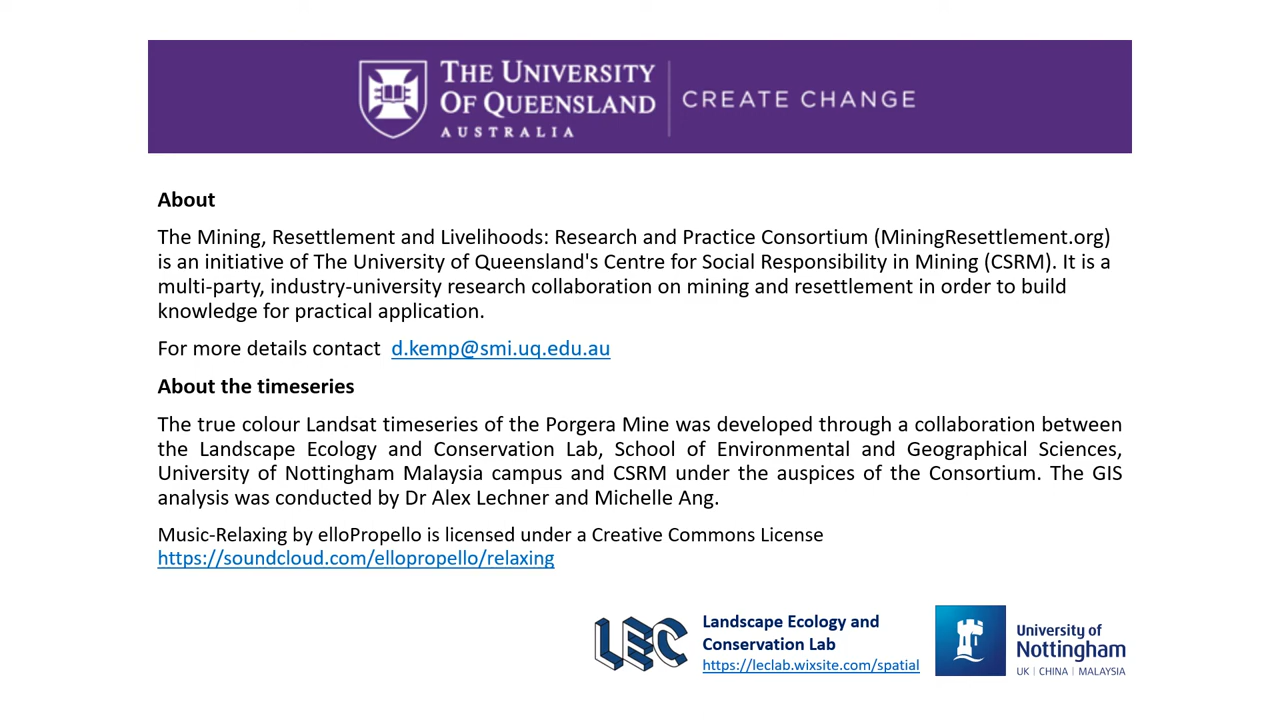 THE UNIVERSITY
OF QUEENSLAND
AUSTRALIA
CREATE CHANGE
About
The Mining, Resettlement and Livelihoods: Research and Practice Consortium (MiningResettlement.org)
is an initiative of The University of Queensland's Centre for Social Responsibility in Mining (CSRM). It is a
multi-party, industry-university research collaboration on mining and resettlement in order to build
knowledge for practical application.
For more details contact d.kemp@smi.uq.edu.au
About the timeseries
The true colour Landsat timeseries of the Porgera Mine was developed through a collaboration between
the Landscape Ecology and Conservation Lab, School of Environmental and Geographical Sciences,
University of Nottingham Malaysia campus and CSRM under the auspices of the Consortium. The GIS
analysis was conducted by Dr Alex Lechner and Michelle Ang.
Music-Relaxing by elloPropello is licensed under a Creative Commons License
https://soundcloud.com/ellopropello/relaxing
LEC
Landscape Ecology and
Conservation Lab
https://leclab.wixsite.com/spatial
University of
Nottingham
UK | CHINA | MALAYSIA